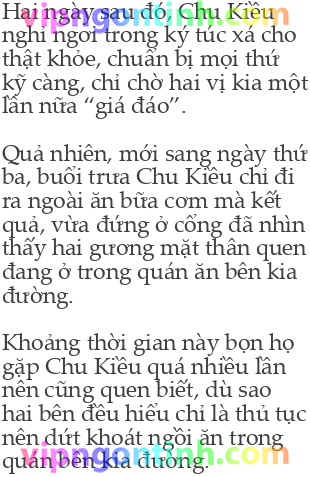 Hai ngày sau đó, Chu Kiều
nghỉ ngơi trong ký túc xá cho
thật khỏe, chuẩn bị mọi thứ
kỹ càng, chỉ chờ hai vị kia một
lần nữa “giá đáo”.
Quả nhiên, mới sang ngày thứ
ba, buổi trưa Chu Kiều chỉ đi
ra ngoài ăn bữa cơm mà kết
quả, vừa đứng ở cổng đã nhìn
thấy hai gương mặt thân quen
đang ở trong quán ăn bên kia
đường.
Khoảng thời gian này bọn họ
gặp Chu Kiều quá nhiều lần
nên cũng quen biết, dù sao
hai bên đều hiểu chỉ là thủ tục
nên dứt khoát ngồi ăn trong
quán bên kia đường.
vipngontinh.com
vipngontinh.com